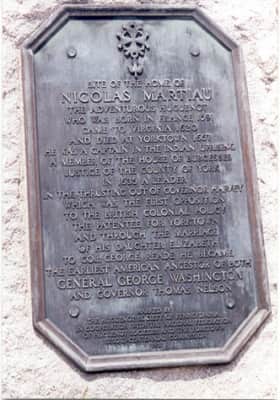 SITE OF THE HOME OF
NICOLAS MARTIAU
THE ADVENTUROUS HUGUENOT
WHO WAS BORN IN FRANCE 1591
CAME TO VIRGINIA 1620
AND DIED AT YORKTOWN 1657
HE WAS A CAPTAIN IN THE INDIAN UPRISING
A MEMBER OF THE HOUSE OF BURGESSES
JUSTICE OF THE COUNTY OF YORK
IN 1635 A LEADER
IN THE THRUSTING OUT OF GOVERNOR HARVEY
WHICH WAS THE FIRST OPPOSITION
TO THE BRITISH COLONIAL POLICY
THE PATENTEE FOR YORKTOWN
AND THROUGH THE MARRIAGE
OF HIS DAUGHTER ELIZABETH
TO COL. GEORGE READE HE BECAME
THE EARLIEST AMERICAN ANCESTOR OF BOTH
GENERAL GEORGE WASHINGTON
AND GOVERNOR THOMAS NELSON